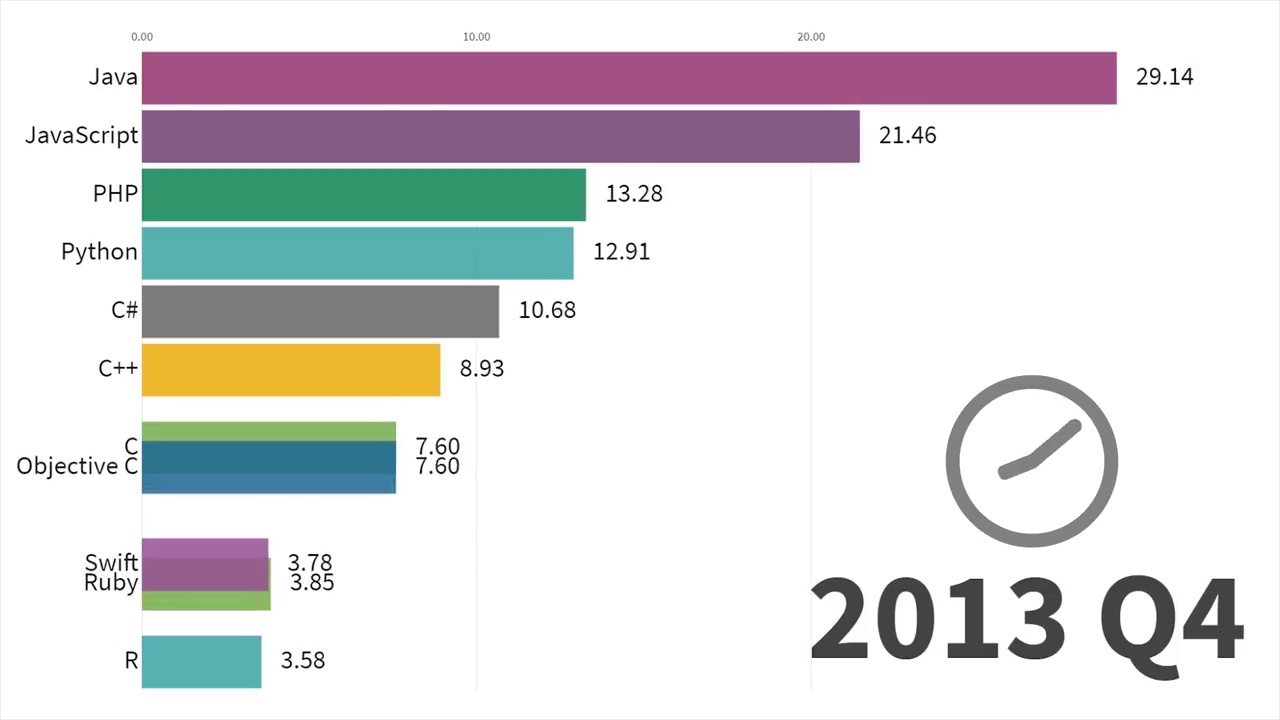 0.00 10.00 20.00
Java 29.14
JavaScript 21.46
PHP 13.28
Python 12.91
C# 10.68
C++ 8.93
C 7.60
Objective C 7.60
Swift 3.78
Ruby 3.85
R 3.58
2013 Q4